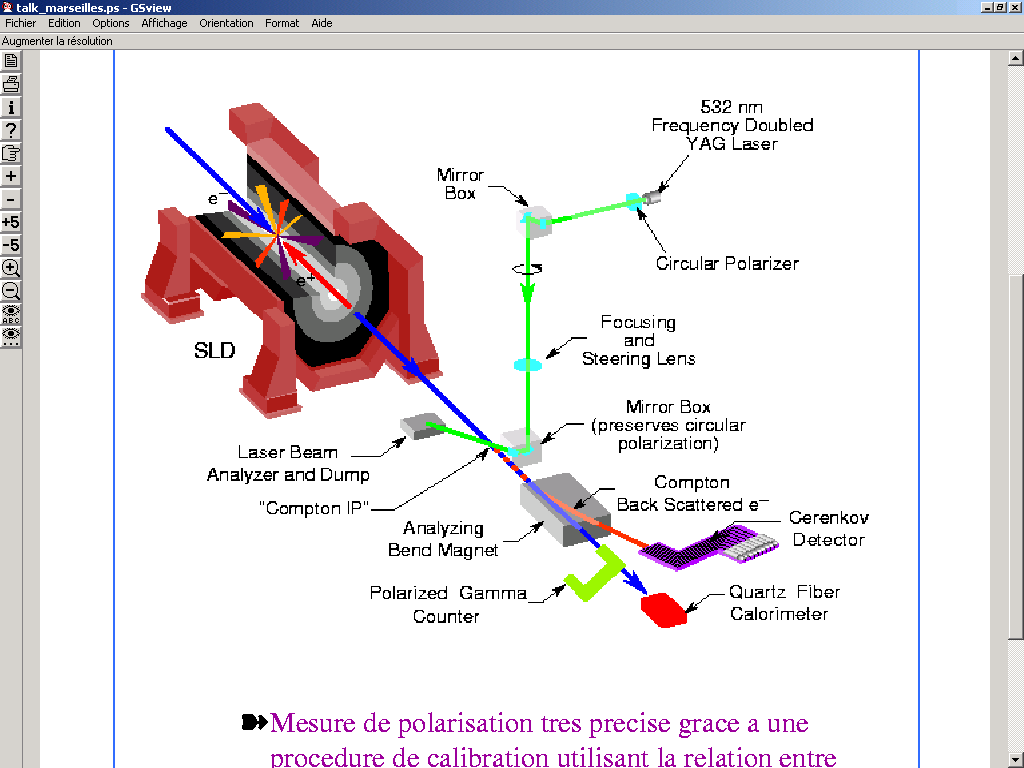 talk_marseilles.ps - GSview
Fichier Edition Options Affichage Orientation Format Aide
Augmenter la résolution
i
?
+
-
+5
-5
ABC
532 nm
Frequency Doubled
YAG Laser
Mirror
Box
e−
Circular Polarizer
e+
Focusing
and
Steering Lens
SLD
Mirror Box
(preserves circular
polarization)
Laser Beam
Analyzer and Dump
"Compton IP"
Compton
Back Scattered e−
Analyzing
Bend Magnet
Cerenkov
Detector
Polarized Gamma
Counter
Quartz Fiber
Calorimeter
Mesure de polarisation tres precise grace a une
procedure de calibration utilisant la relation entre